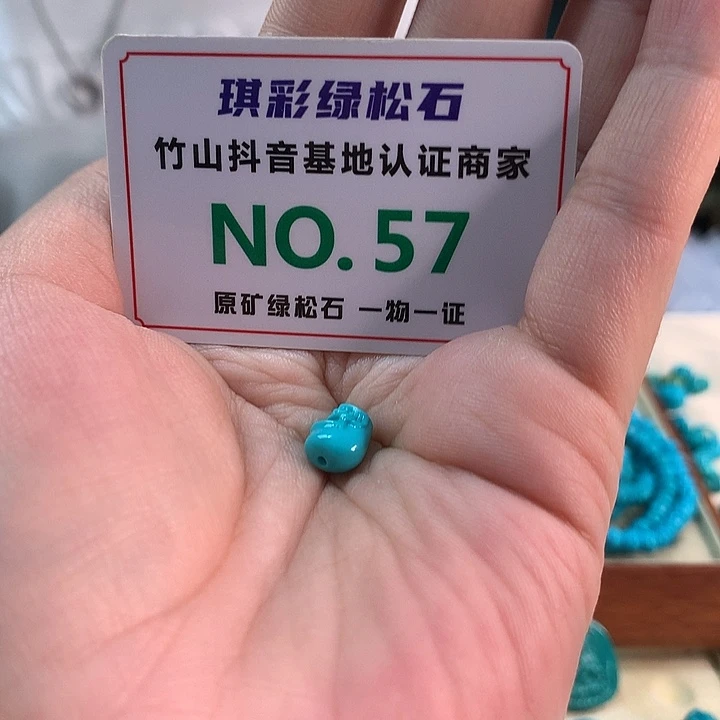 琪彩绿松石
竹山抖音基地认证商家
NO. 57
原矿绿松石 一物一证